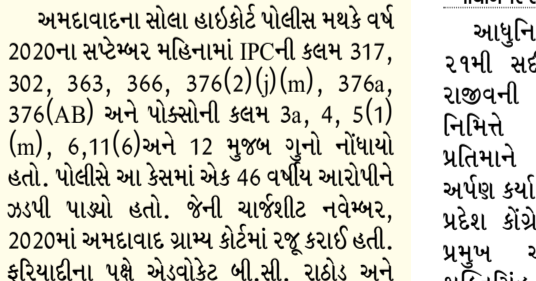 અમદાવાદના સોલા હાઇકોર્ટ પોલીસ મથકે વર્ષ
2020ના સપ્ટેમ્બર મહિનામાં IPCની કલમ 317,
302, 363, 366, 376(2)(j)(m), 376a,
376(AB) અને પોક્સોની કલમ 3a, 4, 5(1)
(m), 6,11(6)અને 12 મુજબ ગુનો નોંધાયો
હતો. પોલીસે આ કેસમાં એક 46 વર્ષીય આરોપીને
ઝડપી પાડ્યો હતો. જેની ચાર્જશીટ નવેમ્બર,
2020માં અમદાવાદ ગ્રામ્ય કોર્ટમાં રજૂ કરાઈ હતી.
ફરિયાદીના પક્ષે એડવોકેટ બી.સી. રાઠોડ અને
આધુનિ
૨૧મી સદી
રાજીવની
નિમિત્તે
પ્રતિમાને
અર્પણ કર્યા
પ્રદેશ કોંગ્રે
પ્રમુખ